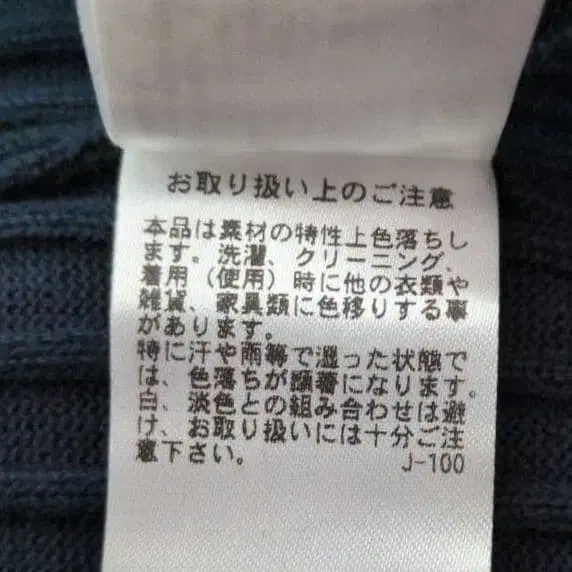 お取り扱い上のご注意
本品は素材の特性上色落ちし
ます。洗濯、クリーニング、
着用（使用）時に他の衣類や
雑貨、家具類に色移りする事
があります。
特に汗や雨等で湿った状態で
は、色落ちが顕著になります。
白、淡色との組み合わせは避
け、お取り扱いには十分ご注
意下さい。 J-100